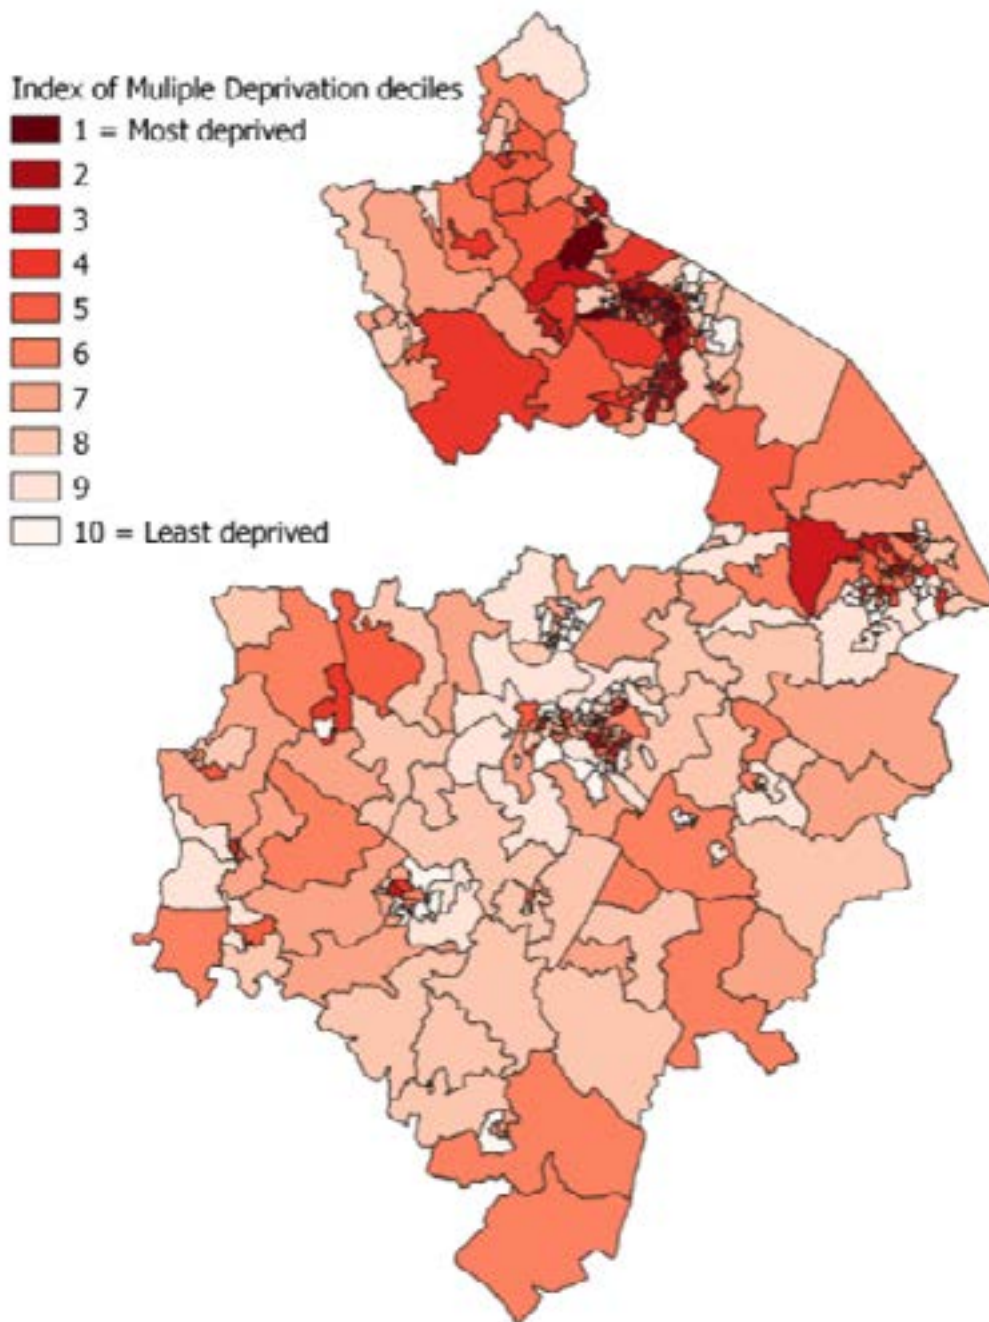 Index of Muliple Deprivation deciles
1 = Most deprived
2
3
4
5
6
7
8
9
10 = Least deprived